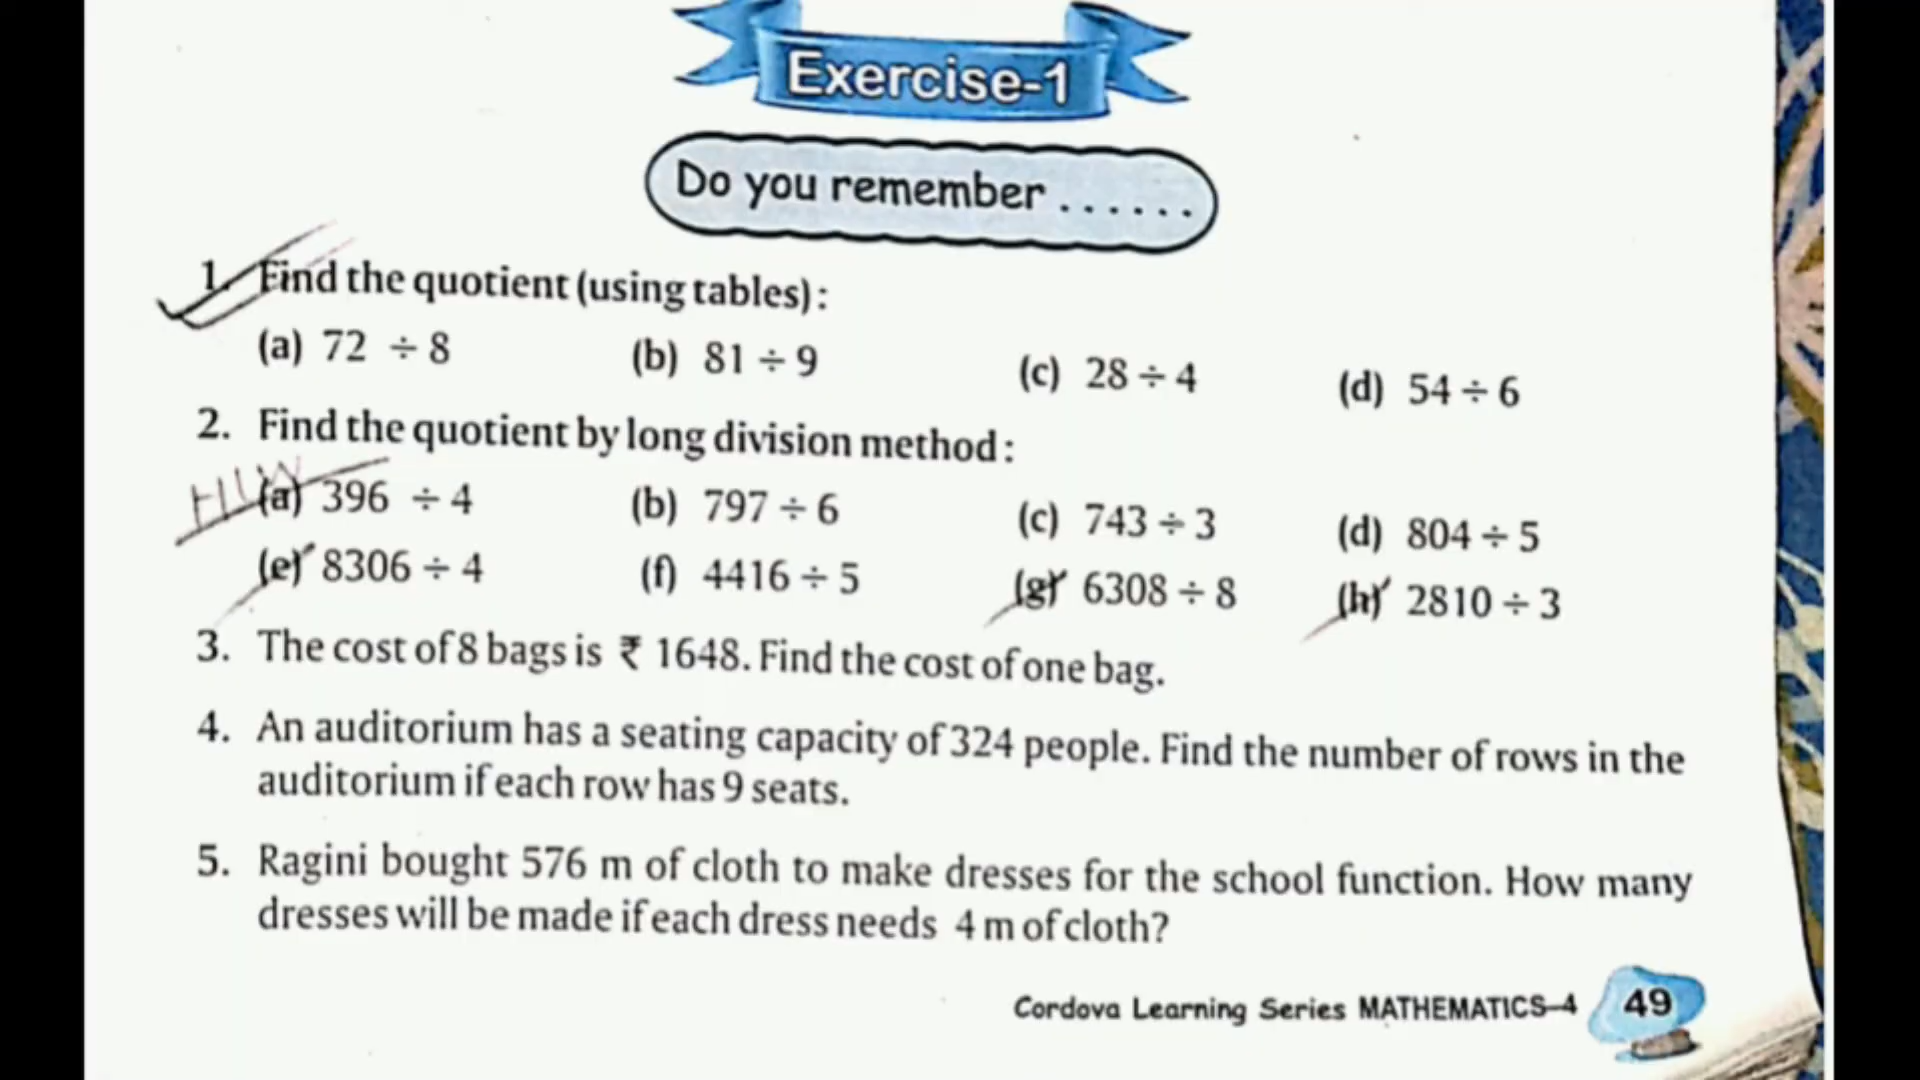 Exercise-1
Do you remember ......
1. Find the quotient (using tables) :
(a) 72 ÷ 8 (b) 81 ÷ 9 (c) 28 ÷ 4 (d) 54 ÷ 6
2. Find the quotient by long division method :
HW
(a) 396 ÷ 4 (b) 797 ÷ 6 (c) 743 ÷ 3 (d) 804 ÷ 5
(e) 8306 ÷ 4 (f) 4416 ÷ 5 (g) 6308 ÷ 8 (h) 2810 ÷ 3
3. The cost of 8 bags is ₹ 1648. Find the cost of one bag.
4. An auditorium has a seating capacity of 324 people. Find the number of rows in the
auditorium if each row has 9 seats.
5. Ragini bought 576 m of cloth to make dresses for the school function. How many
dresses will be made if each dress needs 4 m of cloth?
Cordova Learning Series MATHEMATICS–4 49